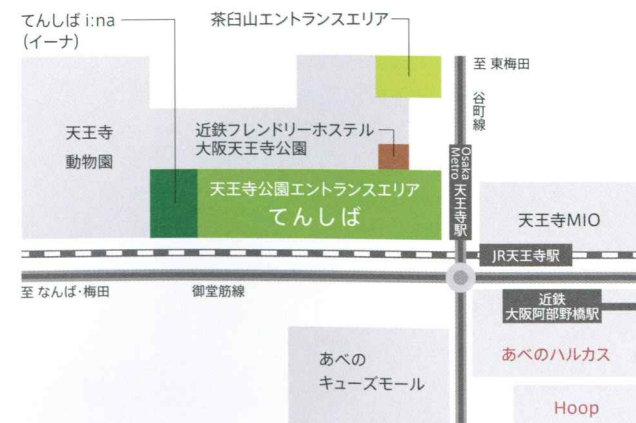 てんしば i:na
(イーナ)
茶臼山エントランスエリア
至 東梅田
谷町線
天王寺
動物園
近鉄フレンドリーホステル
大阪天王寺公園
Osaka
Metro
天王寺駅
天王寺公園エントランスエリア
てんしば
天王寺MIO
JR天王寺駅
至 なんば・梅田
御堂筋線
近鉄
大阪阿部野橋駅
あべの
キューズモール
あべのハルカス
Hoop